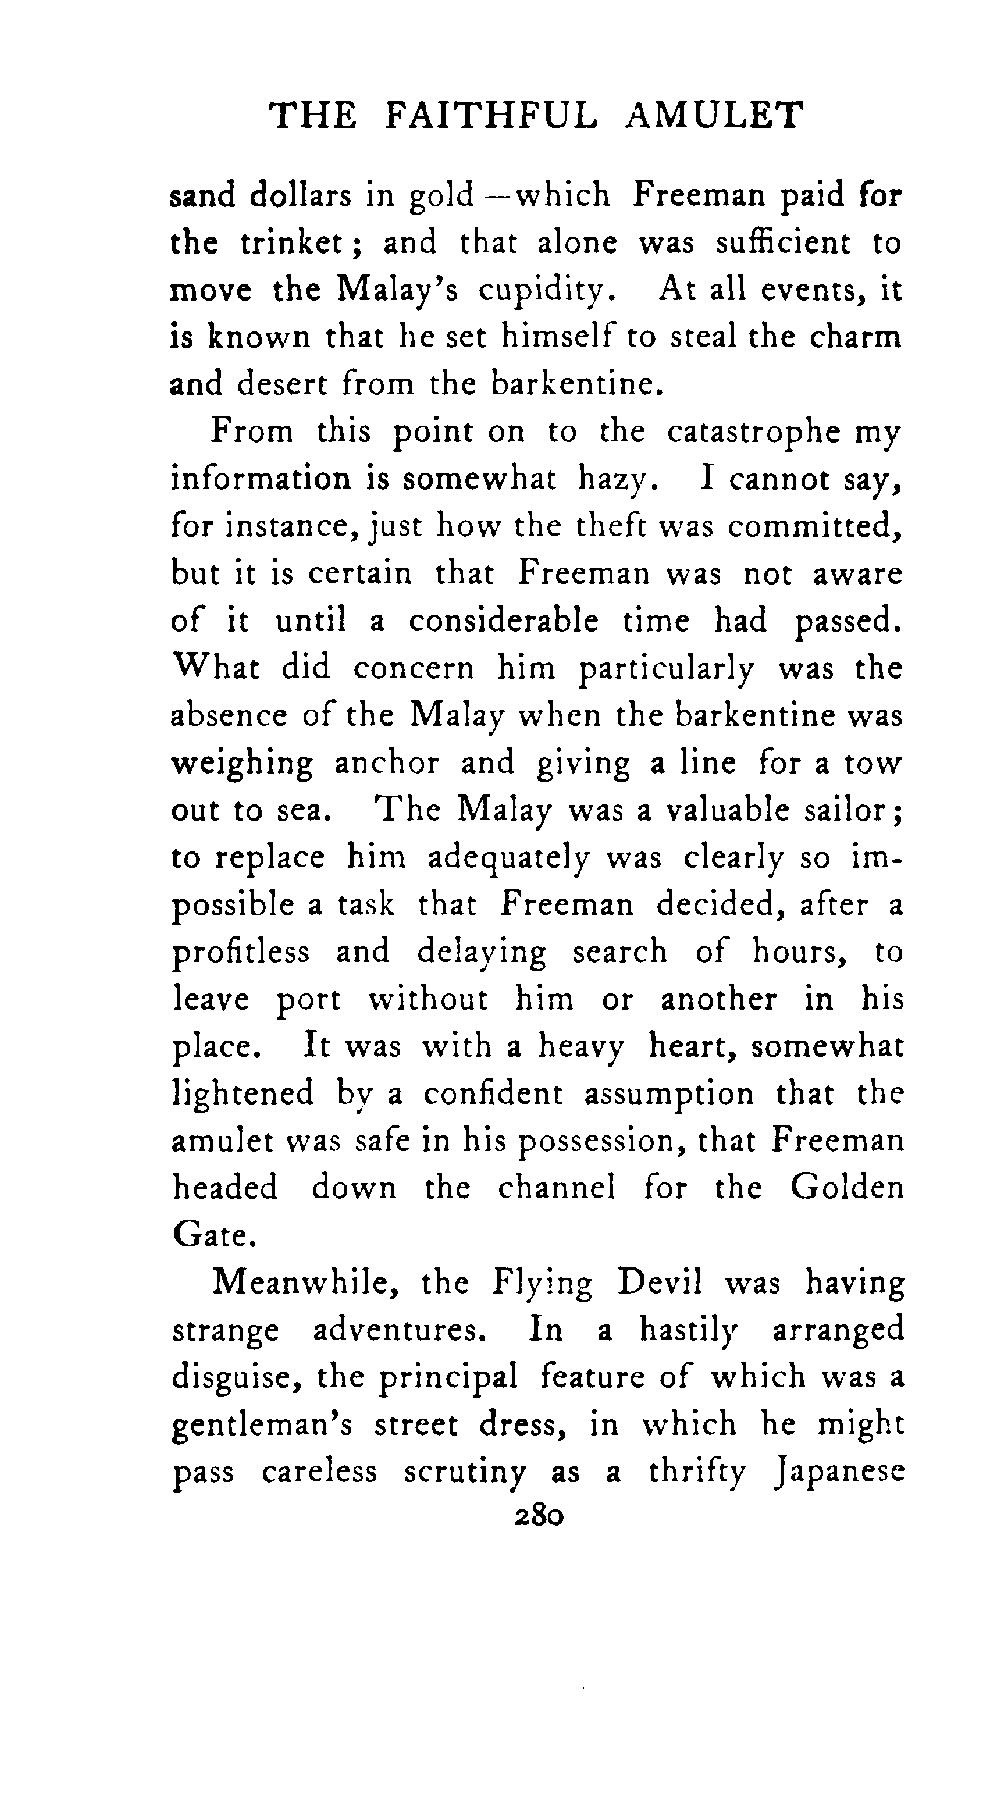 THE FAITHFUL AMULET
sand dollars in gold —which Freeman paid for
the trinket ; and that alone was sufficient to
move the Malay's cupidity. At all events, it
is known that he set himself to steal the charm
and desert from the barkentine.
From this point on to the catastrophe my
information is somewhat hazy. I cannot say,
for instance, just how the theft was committed,
but it is certain that Freeman was not aware
of it until a considerable time had passed.
What did concern him particularly was the
absence of the Malay when the barkentine was
weighing anchor and giving a line for a tow
out to sea. The Malay was a valuable sailor ;
to replace him adequately was clearly so im-
possible a task that Freeman decided, after a
profitless and delaying search of hours, to
leave port without him or another in his
place. It was with a heavy heart, somewhat
lightened by a confident assumption that the
amulet was safe in his possession, that Freeman
headed down the channel for the Golden
Gate.
Meanwhile, the Flying Devil was having
strange adventures. In a hastily arranged
disguise, the principal feature of which was a
gentleman's street dress, in which he might
pass careless scrutiny as a thrifty Japanese
280